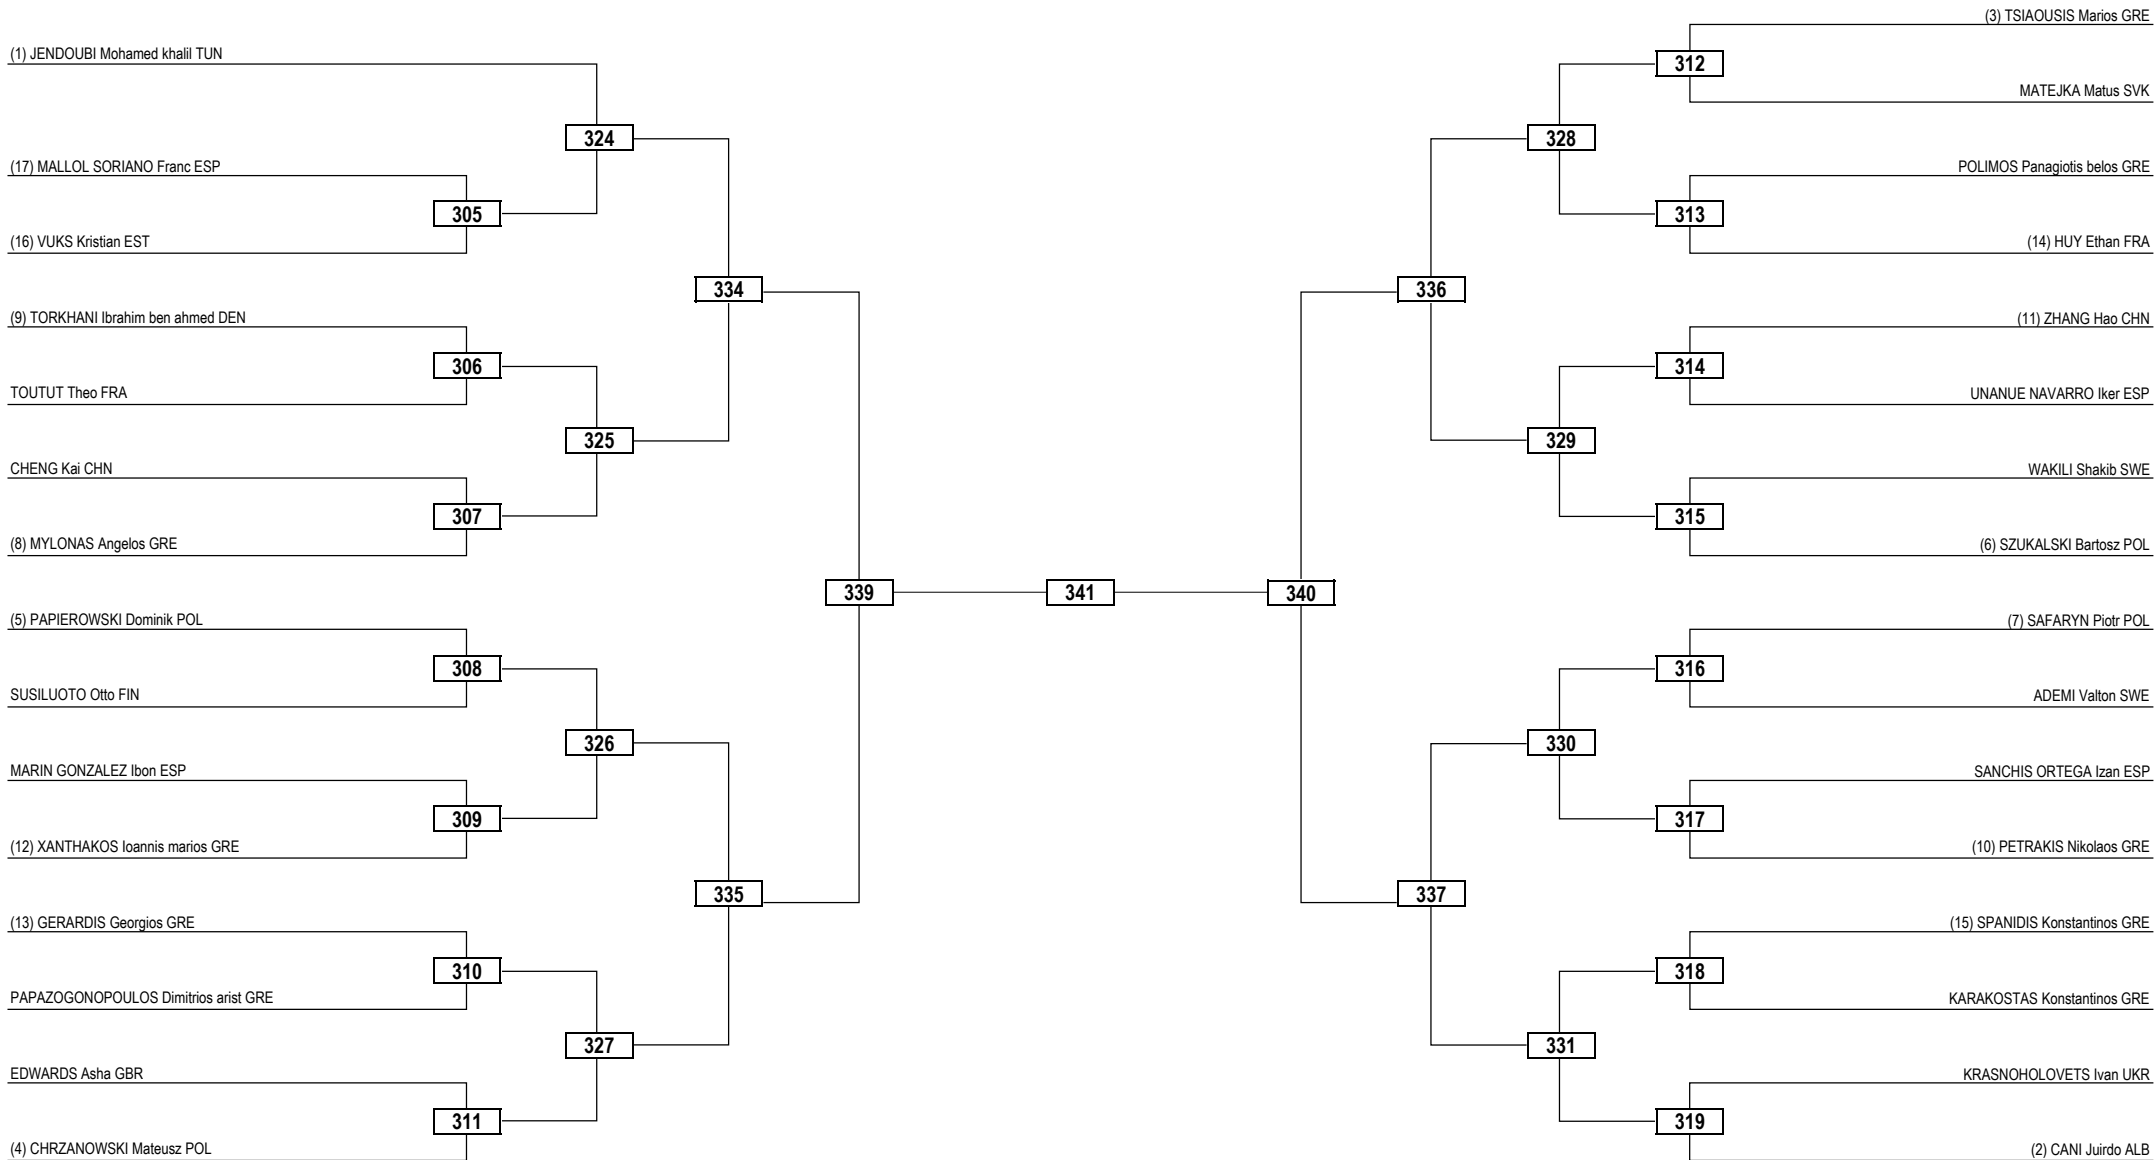 (3) TSIAOUSIS Marios GRE
(1) JENDOUBI Mohamed khalil TUN
312
MATEJKA Matus SVK
324
328
(17) MALLOL SORIANO Franc ESP
POLIMOS Panagiotis belos GRE
305
313
(16) VUKS Kristian EST
(14) HUY Ethan FRA
334
336
(9) TORKHANI Ibrahim ben ahmed DEN
(11) ZHANG Hao CHN
306
314
TOUTUT Theo FRA
UNANUE NAVARRO Iker ESP
325
329
CHENG Kai CHN
WAKILI Shakib SWE
307
315
(8) MYLONAS Angelos GRE
(6) SZUKALSKI Bartosz POL
339
341
340
(5) PAPIEROWSKI Dominik POL
(7) SAFARYN Piotr POL
308
316
SUSILUOTO Otto FIN
ADEMI Valton SWE
326
330
MARIN GONZALEZ Ibon ESP
SANCHIS ORTEGA Izan ESP
309
317
(12) XANTHAKOS Ioannis marios GRE
(10) PETRAKIS Nikolaos GRE
335
337
(13) GERARDIS Georgios GRE
(15) SPANIDIS Konstantinos GRE
310
318
PAPAZOGONOPOULOS Dimitrios arist GRE
KARAKOSTAS Konstantinos GRE
327
331
EDWARDS Asha GBR
KRASNOHOLOVETS Ivan UKR
311
319
(4) CHRZANOWSKI Mateusz POL
(2) CANI Juirdo ALB